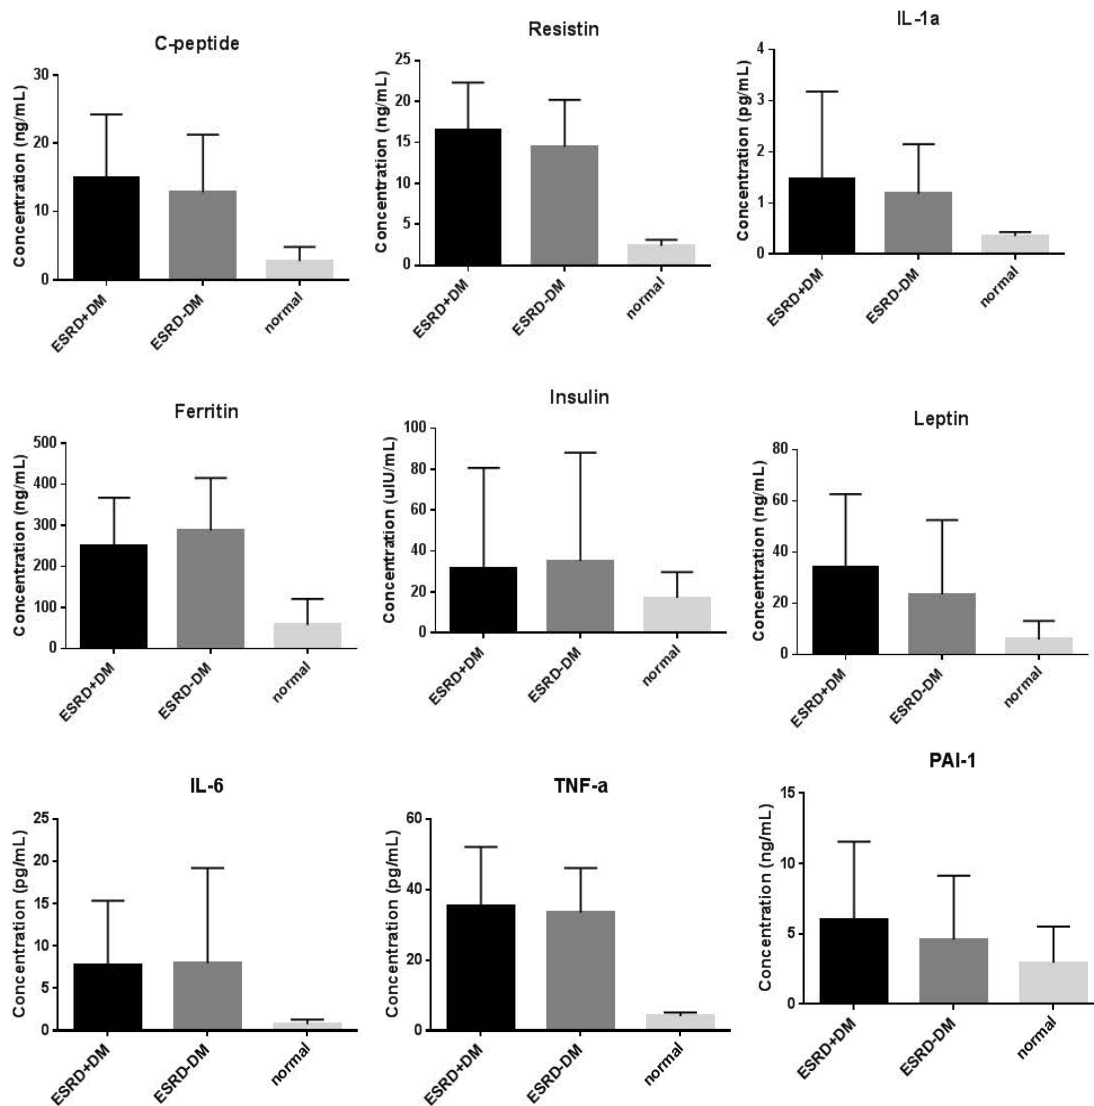 C-peptide
Concentration (ng/mL)
30
20
10
0
ESRD+DM
ESRD-DM
normal
Resistin
Concentration (ng/mL)
25
20
15
10
5
0
ESRD+DM
ESRD-DM
normal
IL-1a
Concentration (pg/mL)
4
3
2
1
0
ESRD+DM
ESRD-DM
normal
Ferritin
Concentration (ng/mL)
500
400
300
200
100
0
ESRD+DM
ESRD-DM
normal
Insulin
Concentration (uIU/mL)
100
80
60
40
20
0
ESRD+DM
ESRD-DM
normal
Leptin
Concentration (ng/mL)
80
60
40
20
0
ESRD+DM
ESRD-DM
normal
IL-6
Concentration (pg/mL)
25
20
15
10
5
0
ESRD+DM
ESRD-DM
normal
TNF-a
Concentration (pg/mL)
60
40
20
0
ESRD+DM
ESRD-DM
normal
PAI-1
Concentration (ng/mL)
15
10
5
0
ESRD+DM
ESRD-DM
normal